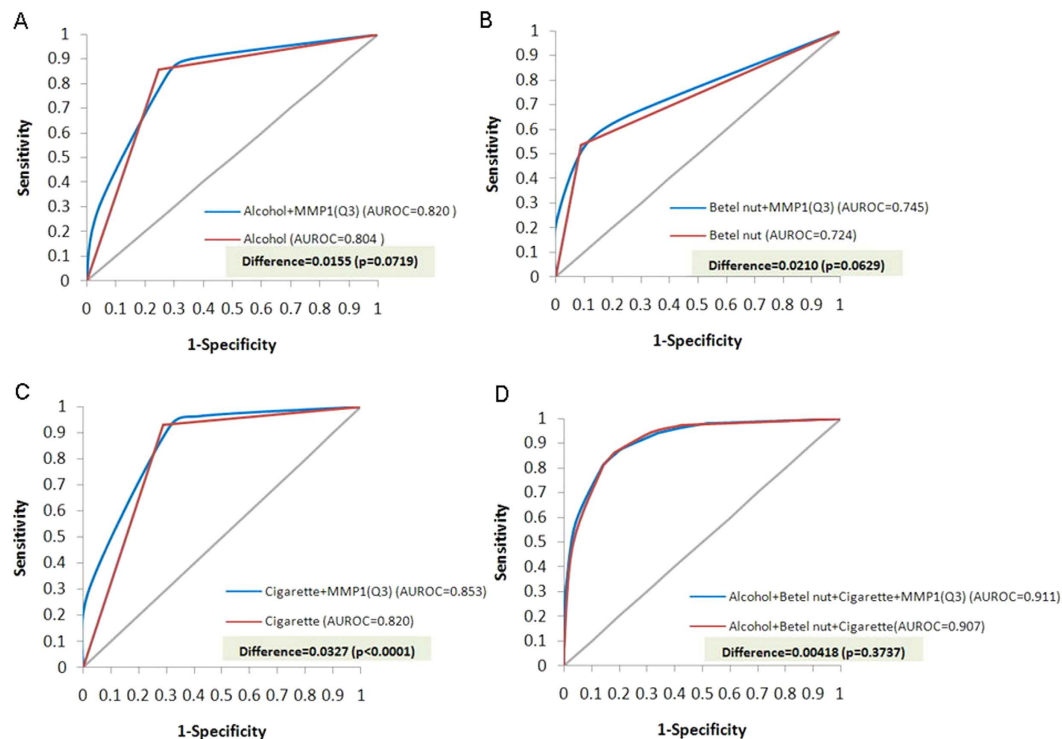 A
1
0.9
0.8
0.7
0.6
0.5
0.4
0.3
0.2
0.1
0
Sensitivity
Alcohol+MMP1(Q3) (AUROC=0.820 )
Alcohol (AUROC=0.804 )
Difference=0.0155 (p=0.0719)
0 0.1 0.2 0.3 0.4 0.5 0.6 0.7 0.8 0.9 1
1-Specificity
B
1
0.9
0.8
0.7
0.6
0.5
0.4
0.3
0.2
0.1
0
Sensitivity
Betel nut+MMP1(Q3) (AUROC=0.745)
Betel nut (AUROC=0.724)
Difference=0.0210 (p=0.0629)
0 0.1 0.2 0.3 0.4 0.5 0.6 0.7 0.8 0.9 1
1-Specificity
C
1
0.9
0.8
0.7
0.6
0.5
0.4
0.3
0.2
0.1
0
Sensitivity
Cigarette+MMP1(Q3) (AUROC=0.853)
Cigarette (AUROC=0.820)
Difference=0.0327 (p<0.0001)
0 0.1 0.2 0.3 0.4 0.5 0.6 0.7 0.8 0.9 1
1-Specificity
D
1
0.9
0.8
0.7
0.6
0.5
0.4
0.3
0.2
0.1
0
Sensitivity
Alcohol+Betel nut+Cigarette+MMP1(Q3) (AUROC=0.911)
Alcohol+Betel nut+Cigarette(AUROC=0.907)
Difference=0.00418 (p=0.3737)
0 0.1 0.2 0.3 0.4 0.5 0.6 0.7 0.8 0.9 1
1-Specificity